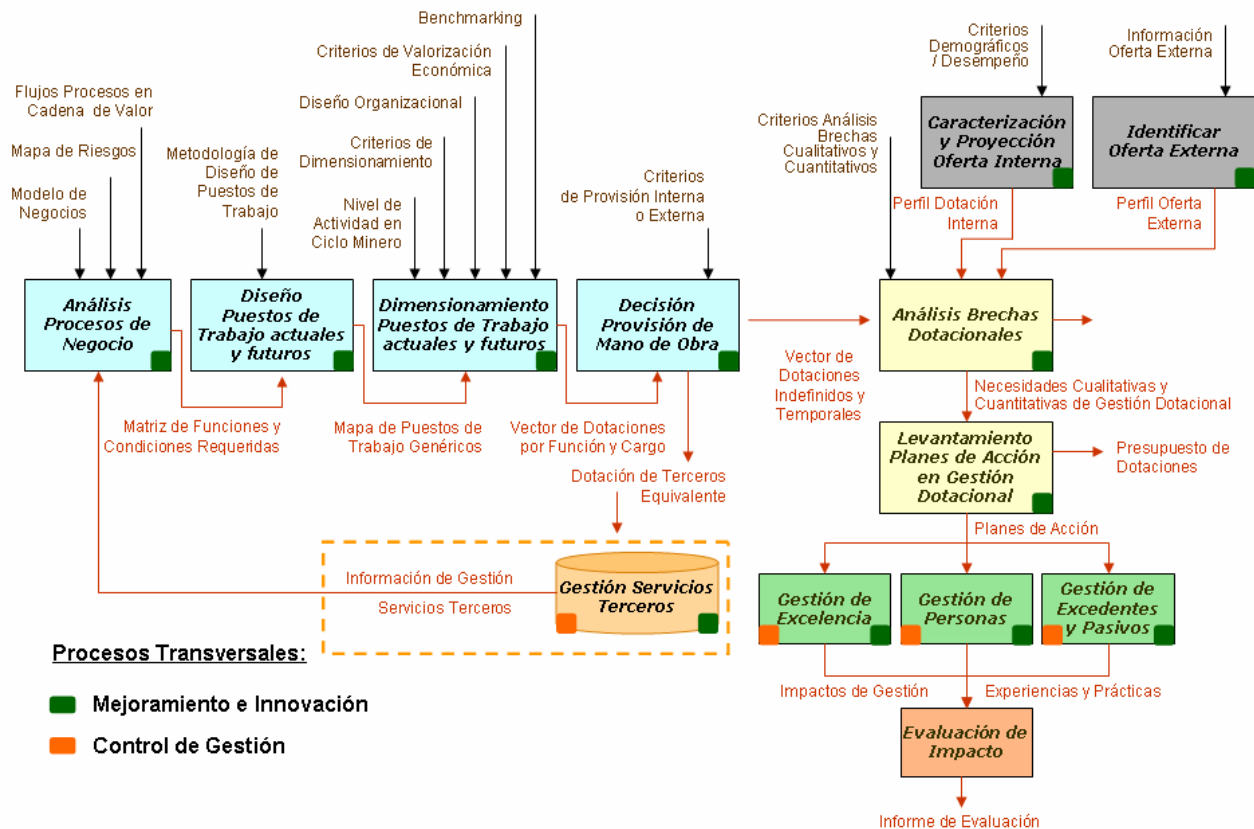 Benchmarking
Criterios de Valorización
Económica
Diseño Organizacional
Criterios de
Dimensionamiento
Nivel de
Actividad en
Ciclo Minero
Flujos Procesos en
Cadena de Valor
Mapa de Riesgos
Modelo de
Negocios
Metodología de
Diseño de
Puestos de
Trabajo
Criterios
de Provisión Interna
o Externa
Criterios
Demográficos
/ Desempeño
Información
Oferta Externa
Criterios Análisis
Brechas
Cualitativos y
Cuantitativos
Caracterización
y Proyección
Oferta Interna
Identificar
Oferta Externa
Perfil Dotación
Interna
Perfil Oferta
Externa
Análisis
Procesos de
Negocio
Diseño
Puestos de
Trabajo actuales
y futuros
Dimensionamiento
Puestos de Trabajo
actuales y futuros
Decisión
Provisión de
Mano de Obra
Análisis Brechas
Dotacionales
Matriz de Funciones y
Condiciones Requeridas
Mapa de Puestos de
Trabajo Genéricos
Vector de Dotaciones
por Función y Cargo
Vector de
Dotaciones
Indefinidos y
Temporales
Necesidades Cualitativas y
Cuantitativas de Gestión Dotacional
Dotación de Terceros
Equivalente
Levantamiento
Planes de Acción
en Gestión
Dotacional
Presupuesto de
Dotaciones
Planes de Acción
Información de Gestión
Servicios Terceros
Gestión Servicios
Terceros
Gestión de
Excelencia
Gestión de
Personas
Gestión de
Excedentes
y Pasivos
Procesos Transversales:
Mejoramiento e Innovación
Control de Gestión
Impactos de Gestión
Experiencias y Prácticas
Evaluación de
Impacto
Informe de Evaluación